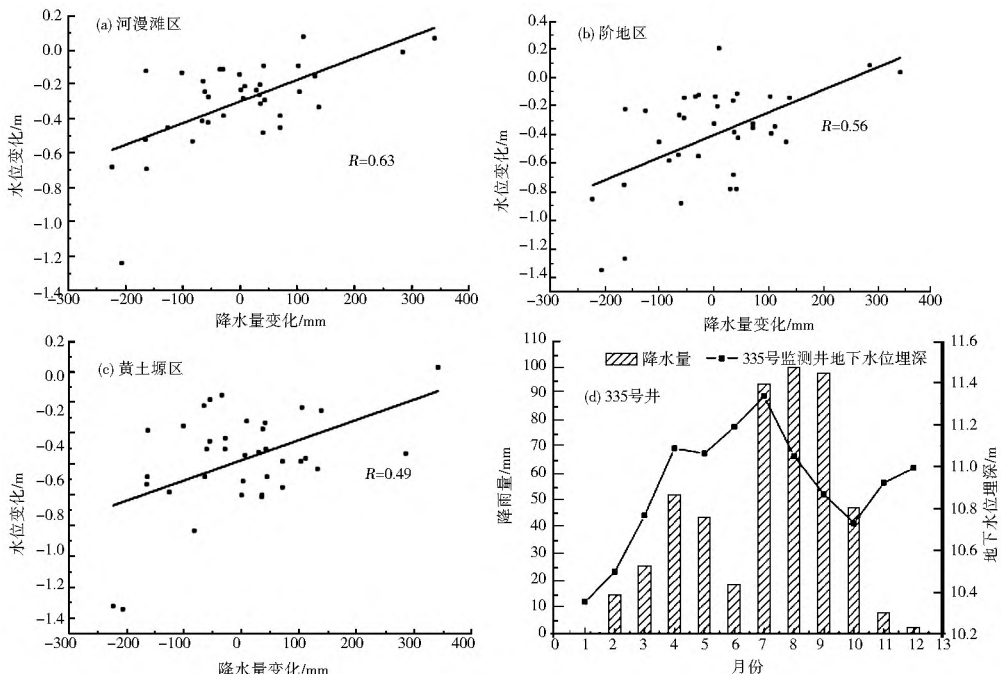 (a) 河漫滩区
水位变化/m
0.2
0.0
−0.2
−0.4
−0.6
−0.8
−1.0
−1.2
−1.4
R=0.63
−300 −200 −100 0 100 200 300 400
降水量变化/mm
(b) 阶地区
水位变化/m
0.4
0.2
0.0
−0.2
−0.4
−0.6
−0.8
−1.0
−1.2
−1.4
R=0.56
−300 −200 −100 0 100 200 300 400
降水量变化/mm
(c) 黄土塬区
水位变化/m
0.2
0.0
−0.2
−0.4
−0.6
−0.8
−1.0
−1.2
−1.4
R=0.49
−300 −200 −100 0 100 200 300 400
降水量变化/mm
降水量 335号监测井地下水位埋深
(d) 335号井
降雨量/mm
110
100
90
80
70
60
50
40
30
20
10
0
地下水位埋深/m
11.6
11.4
11.2
11.0
10.8
10.6
10.4
10.2
0 1 2 3 4 5 6 7 8 9 10 11 12 13
月份